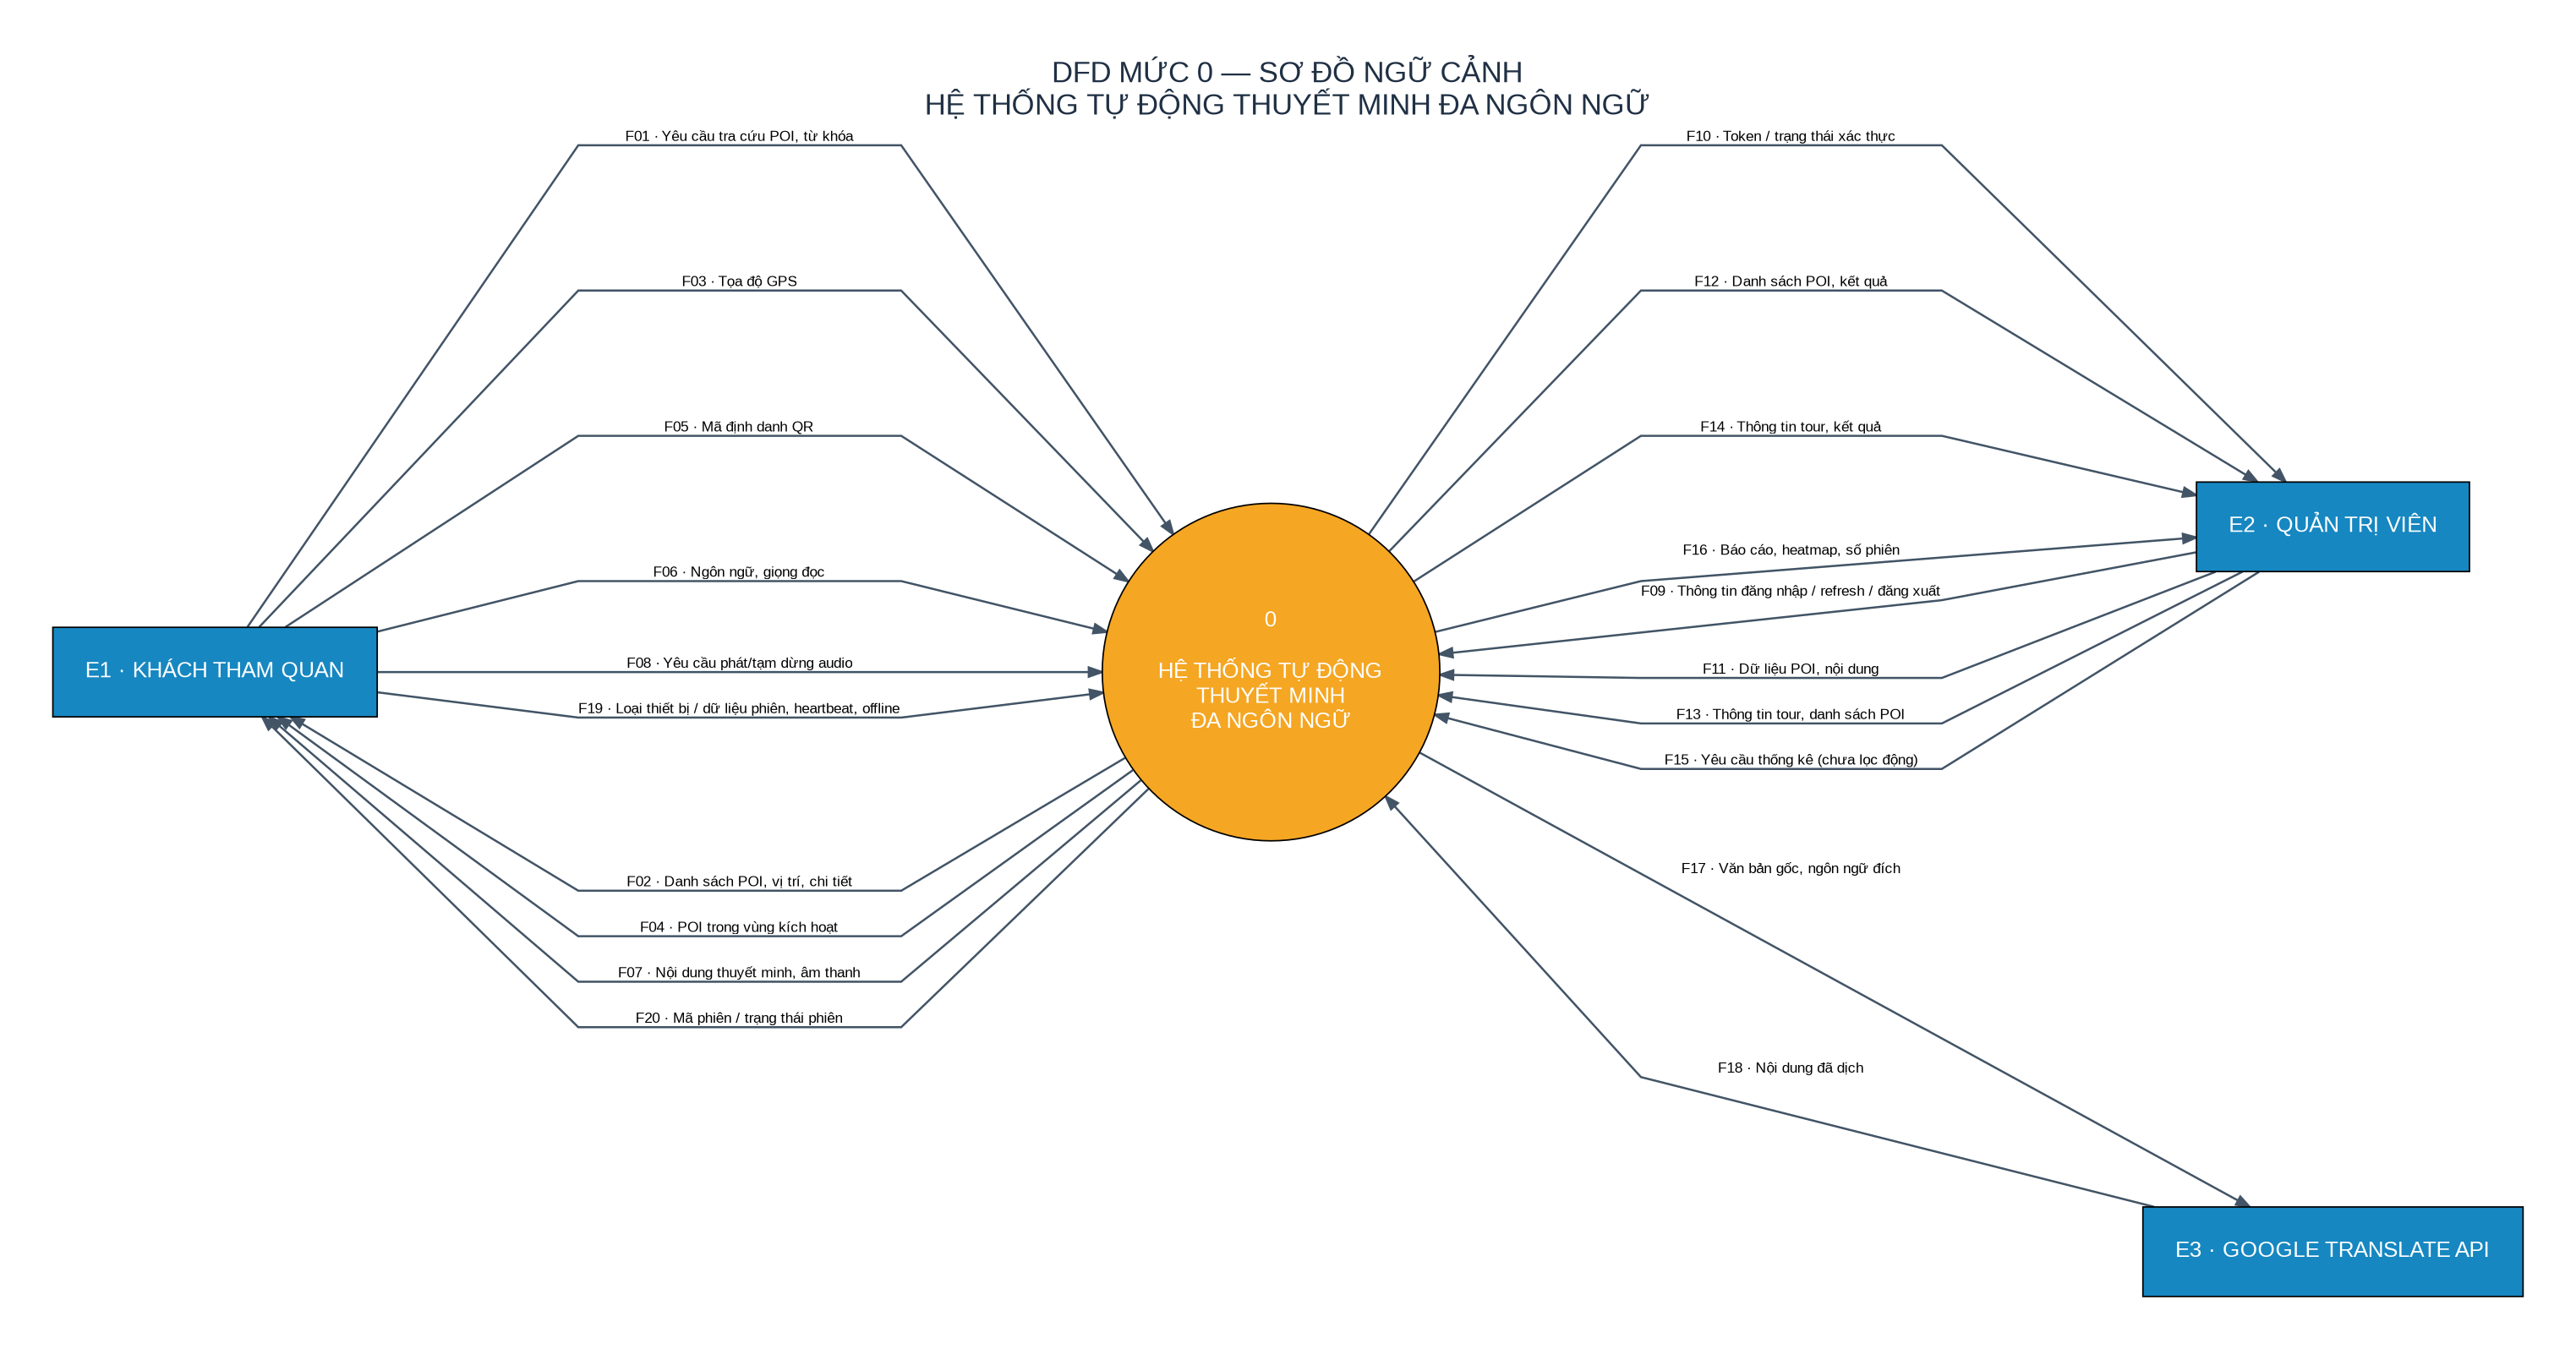 DFD MỨC 0 — SƠ ĐỒ NGỮ CẢNH
HỆ THỐNG TỰ ĐỘNG THUYẾT MINH ĐA NGÔN NGỮ
F01 · Yêu cầu tra cứu POI, từ khóa
F03 · Tọa độ GPS
F05 · Mã định danh QR
F06 · Ngôn ngữ, giọng đọc
F08 · Yêu cầu phát/tạm dừng audio
F19 · Loại thiết bị / dữ liệu phiên, heartbeat, offline
E1 · KHÁCH THAM QUAN
F02 · Danh sách POI, vị trí, chi tiết
F04 · POI trong vùng kích hoạt
F07 · Nội dung thuyết minh, âm thanh
F20 · Mã phiên / trạng thái phiên
0
HỆ THỐNG TỰ ĐỘNG
THUYẾT MINH
ĐA NGÔN NGỮ
F10 · Token / trạng thái xác thực
F12 · Danh sách POI, kết quả
F14 · Thông tin tour, kết quả
F16 · Báo cáo, heatmap, số phiên
F09 · Thông tin đăng nhập / refresh / đăng xuất
F11 · Dữ liệu POI, nội dung
F13 · Thông tin tour, danh sách POI
F15 · Yêu cầu thống kê (chưa lọc động)
E2 · QUẢN TRỊ VIÊN
F17 · Văn bản gốc, ngôn ngữ đích
F18 · Nội dung đã dịch
E3 · GOOGLE TRANSLATE API